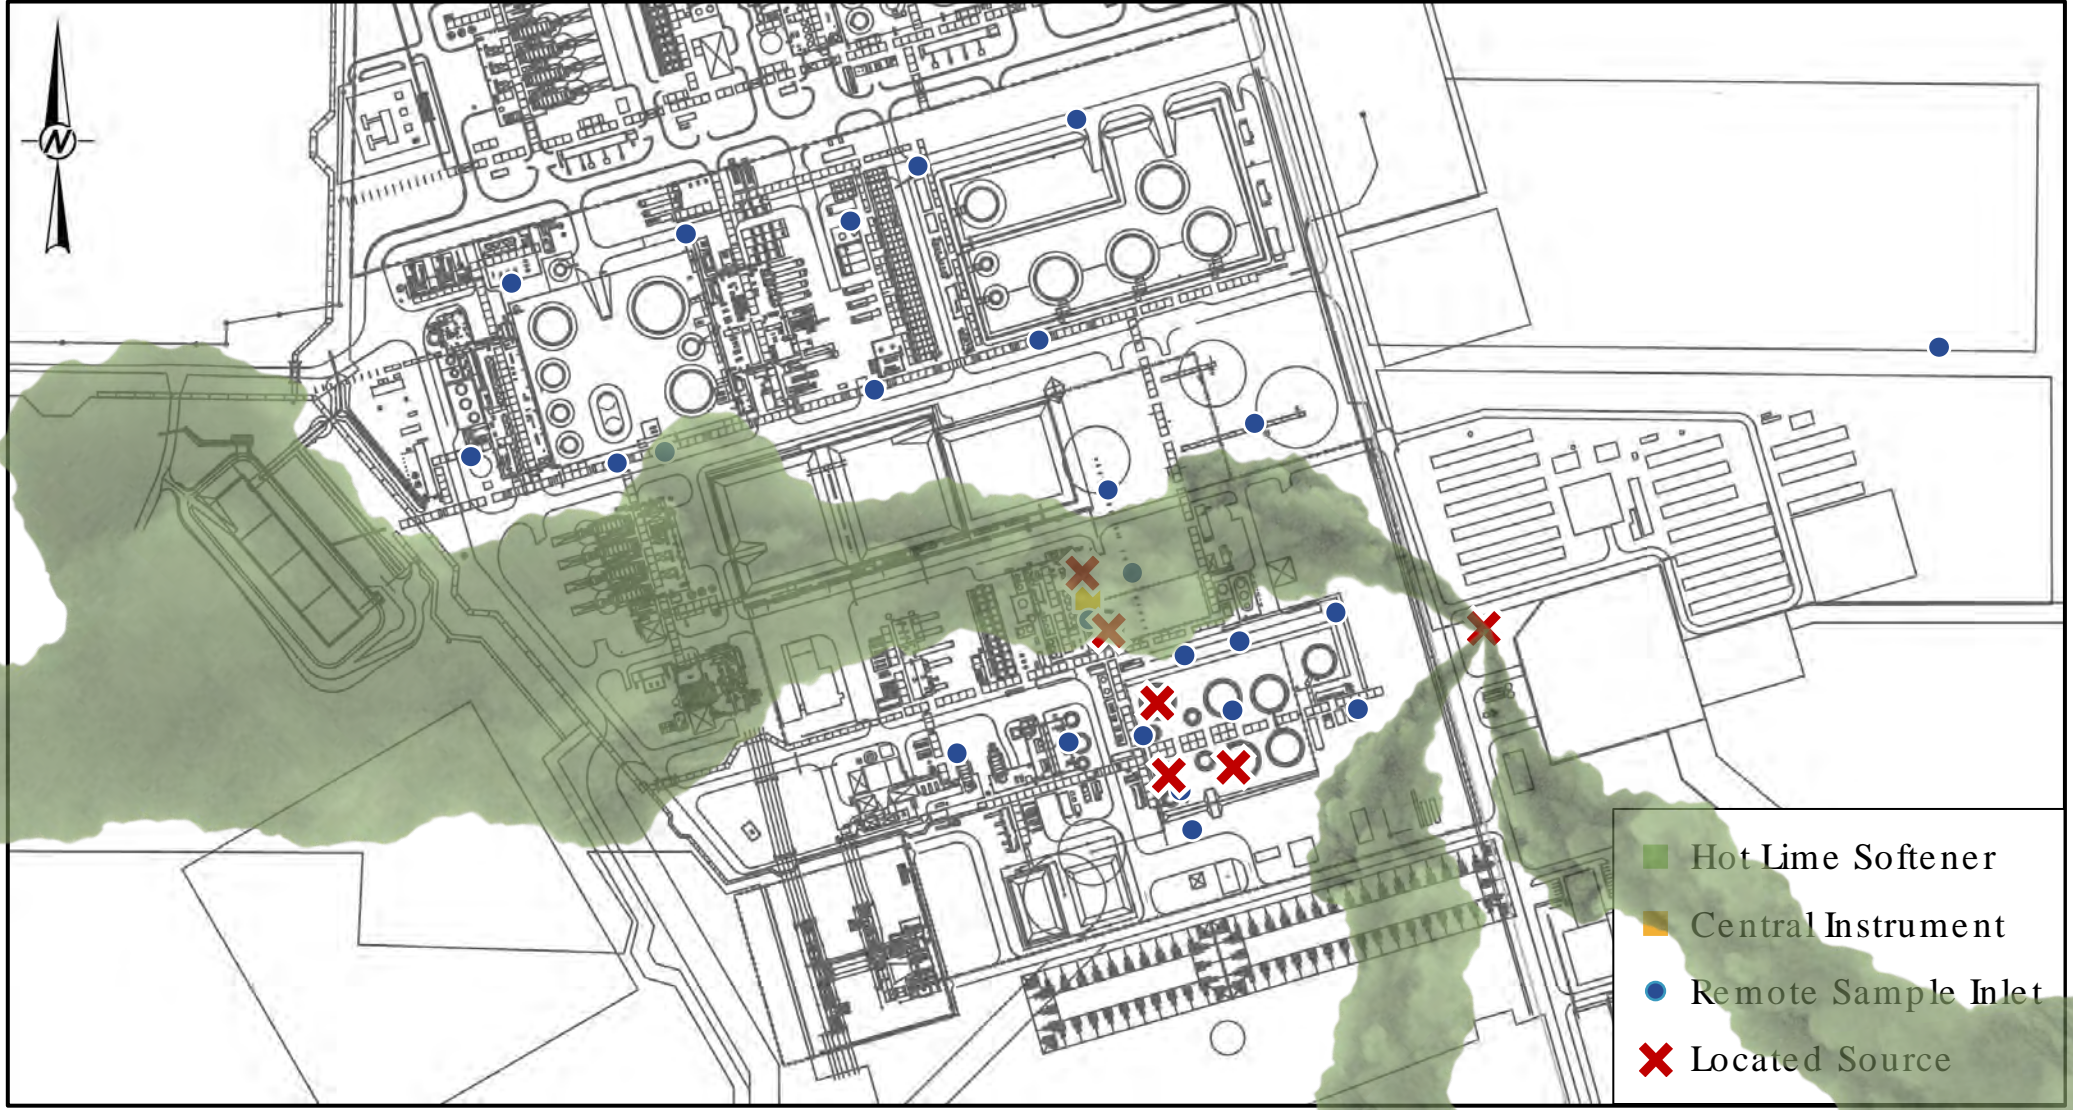 N
Hot Lime Softener
Central Instrument
Remote Sample Inlet
Located Source